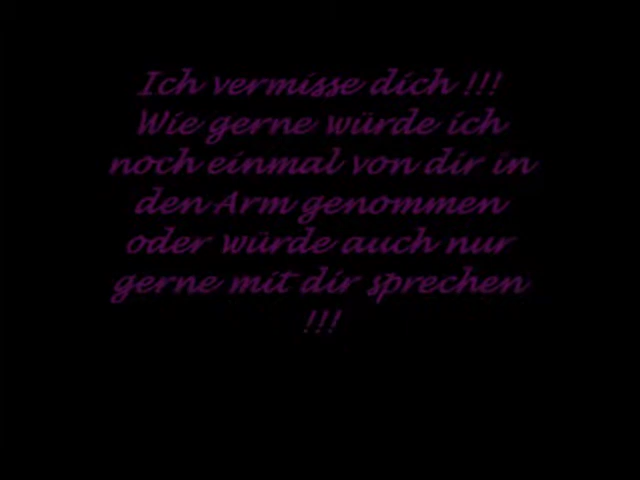 Ich vermisse dich !!!
Wie gerne würde ich
noch einmal von dir in
den Arm genommen
oder würde auch nur
gerne mit dir sprechen
!!!